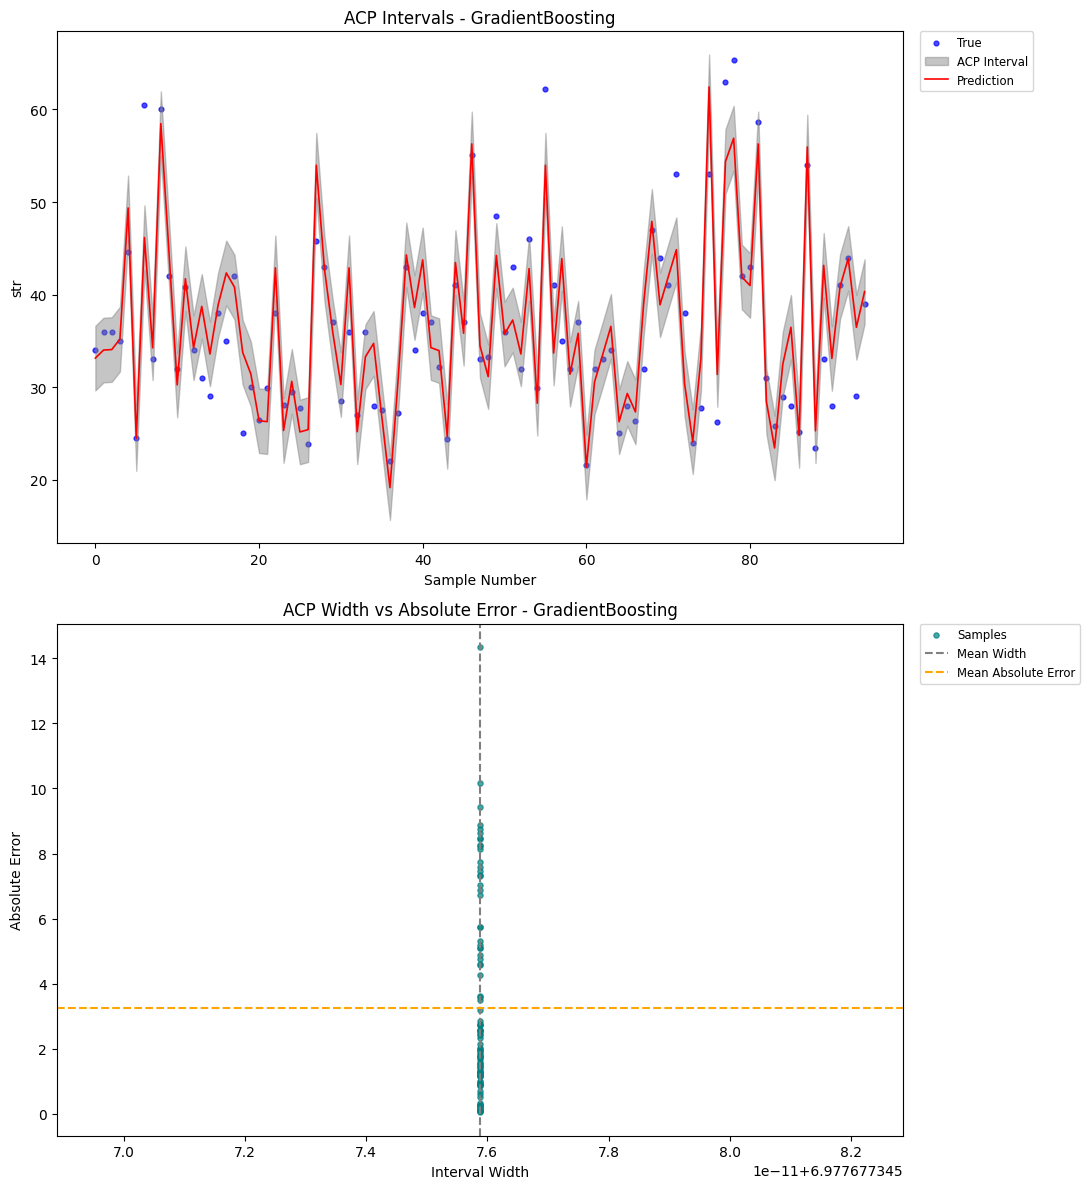 ACP Intervals - GradientBoosting
True
ACP Interval
Prediction
60
50
40
30
20
str
0 20 40 60 80
Sample Number
ACP Width vs Absolute Error - GradientBoosting
Samples
Mean Width
Mean Absolute Error
14
12
10
8
6
4
2
0
Absolute Error
7.0 7.2 7.4 7.6 7.8 8.0 8.2
Interval Width
1e−11+6.977677345